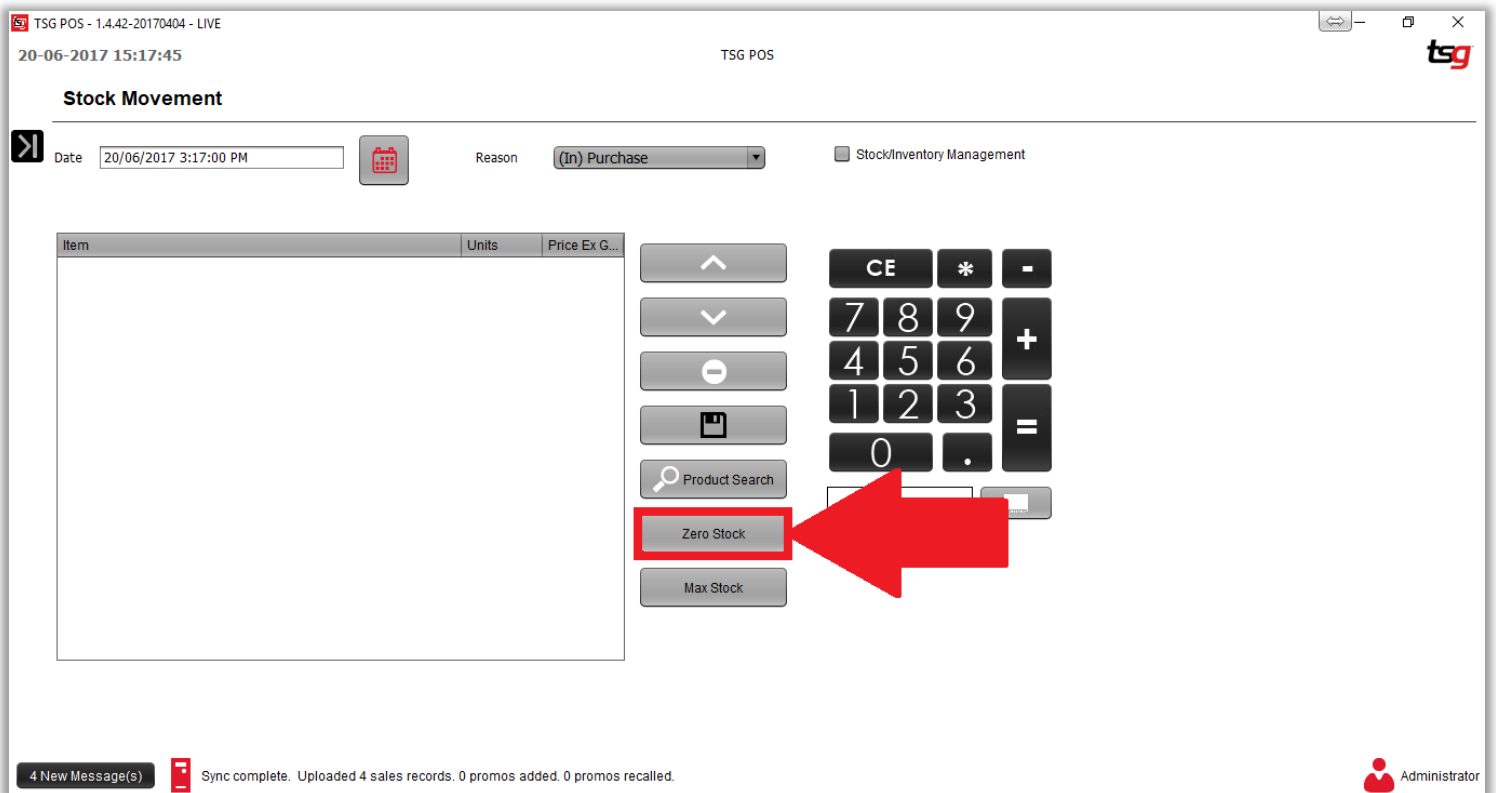 TSG POS - 1.4.42-20170404 - LIVE
20-06-2017 15:17:45
TSG POS
tsg
Stock Movement
Date
20/06/2017 3:17:00 PM
Reason
(In) Purchase
Stock/Inventory Management
Item Units Price Ex G...
CE * -
7 8 9 +
4 5 6
1 2 3 =
0 .
Product Search
Zero Stock
Max Stock
4 New Message(s)
Sync complete. Uploaded 4 sales records. 0 promos added. 0 promos recalled.
Administrator